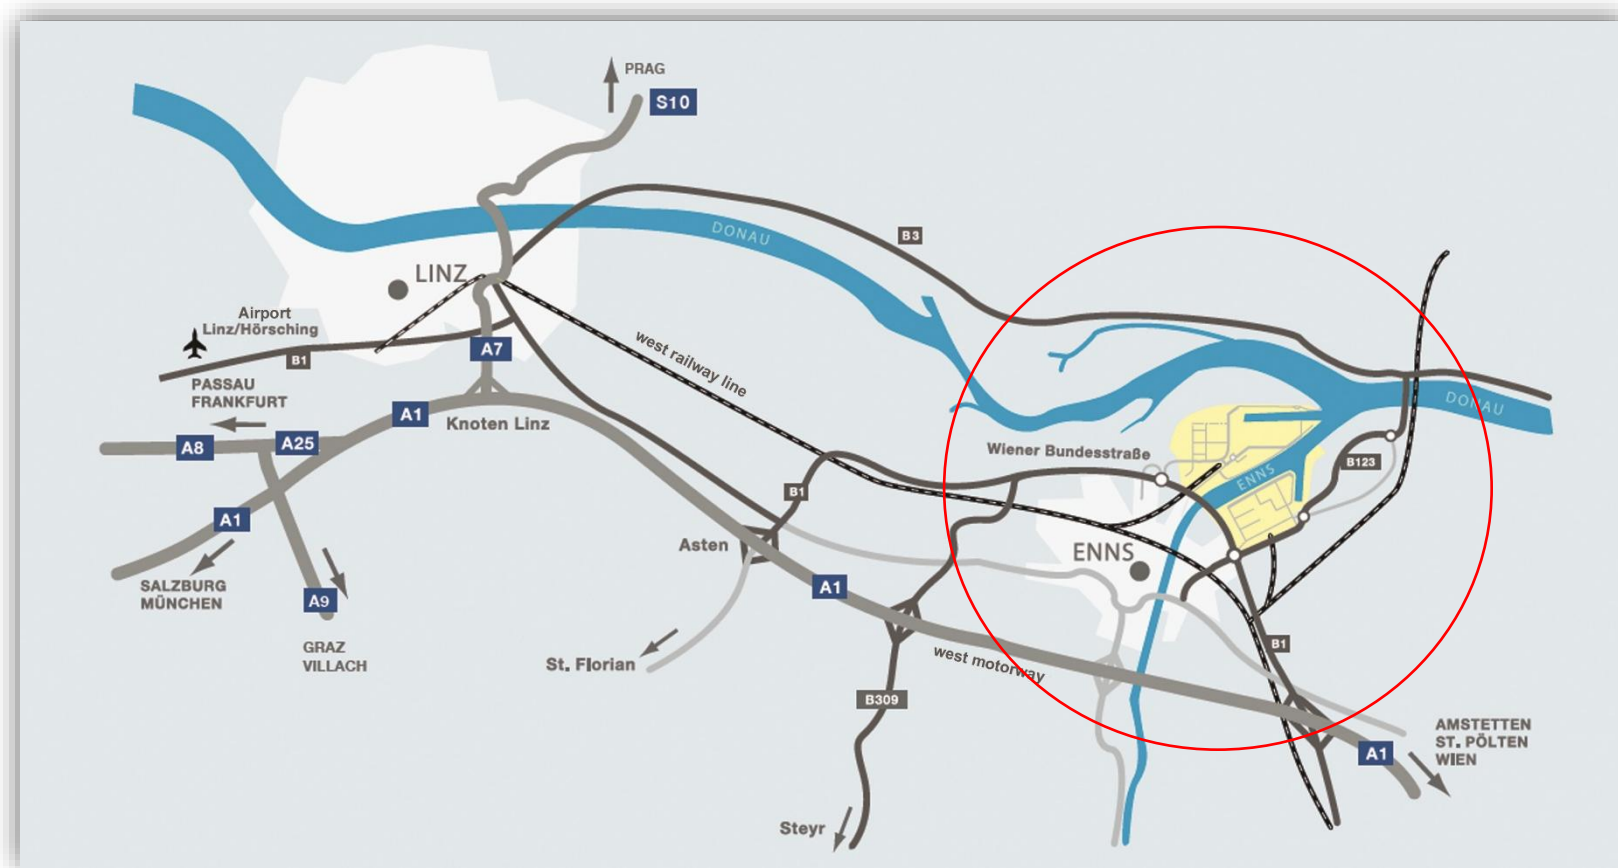 PRAG
S10
DONAU
B3
LINZ
Airport
Linz/Hörsching
B1
A7
west railway line
PASSAU
FRANKFURT
A1
Knoten Linz
A8
A25
DONAU
Wiener Bundesstraße
B123
ENNS
B1
A1
Asten
ENNS
SALZBURG
MÜNCHEN
A9
A1
GRAZ
VILLACH
St. Florian
west motorway
B1
B309
AMSTETTEN
ST. PÖLTEN
WIEN
A1
Steyr